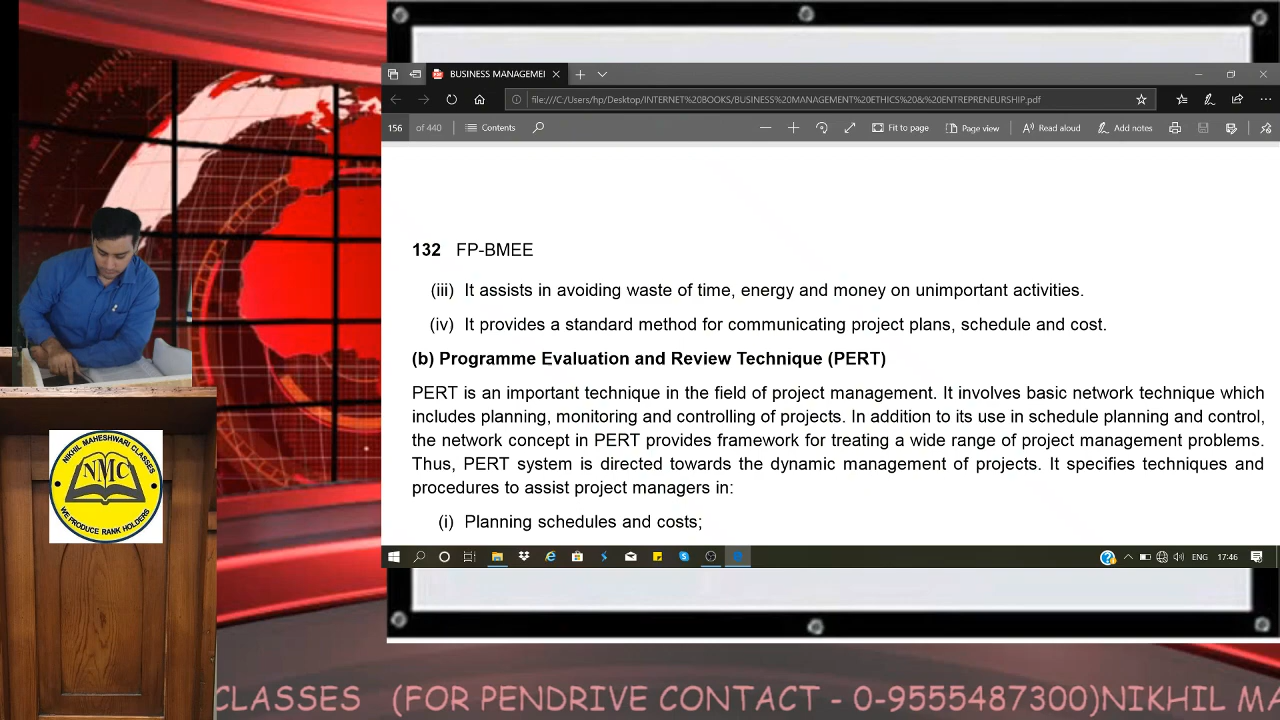 BUSINESS MANAGEMEI
file:///C:/Users/hp/Desktop/INTERNET%20BOOKS/BUSINESS%20MANAGEMENT%20ETHICS%20&%20ENTREPRENEURSHIP.pdf
156 of 440 Contents Fit to page Page view Read aloud Add notes
132 FP-BMEE
(iii) It assists in avoiding waste of time, energy and money on unimportant activities.
(iv) It provides a standard method for communicating project plans, schedule and cost.
(b) Programme Evaluation and Review Technique (PERT)
PERT is an important technique in the field of project management. It involves basic network technique which
includes planning, monitoring and controlling of projects. In addition to its use in schedule planning and control,
the network concept in PERT provides framework for treating a wide range of project management problems.
Thus, PERT system is directed towards the dynamic management of projects. It specifies techniques and
procedures to assist project managers in:
(i) Planning schedules and costs;
ENG 17:46
NIKHIL MAHESHWARI CLASSES
NMC
WE PRODUCE RANK HOLDERS
CLASSES (FOR PENDRIVE CONTACT - 0-9555487300)NIKHIL MA